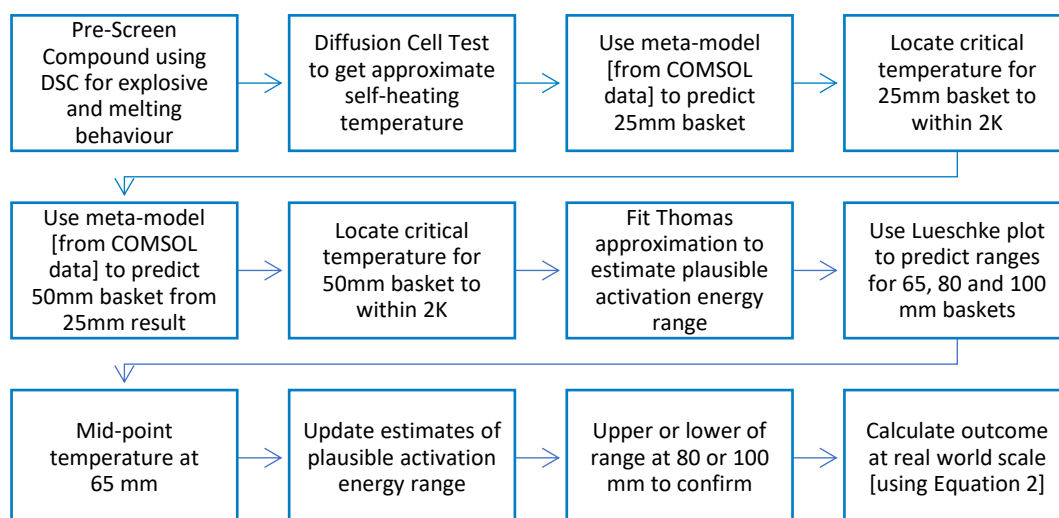 Pre-Screen
Compound using
DSC for explosive
and melting
behaviour
Diffusion Cell Test
to get approximate
self-heating
temperature
Use meta-model
[from COMSOL
data] to predict
25mm basket
Locate critical
temperature for
25mm basket to
within 2K
Use meta-model
[from COMSOL
data] to predict
50mm basket from
25mm result
Locate critical
temperature for
50mm basket to
within 2K
Fit Thomas
approximation to
estimate plausible
activation energy
range
Use Lueschke plot
to predict ranges
for 65, 80 and 100
mm baskets
Mid-point
temperature at
65 mm
Update estimates of
plausible activation
energy range
Upper or lower of
range at 80 or 100
mm to confirm
Calculate outcome
at real world scale
[using Equation 2]